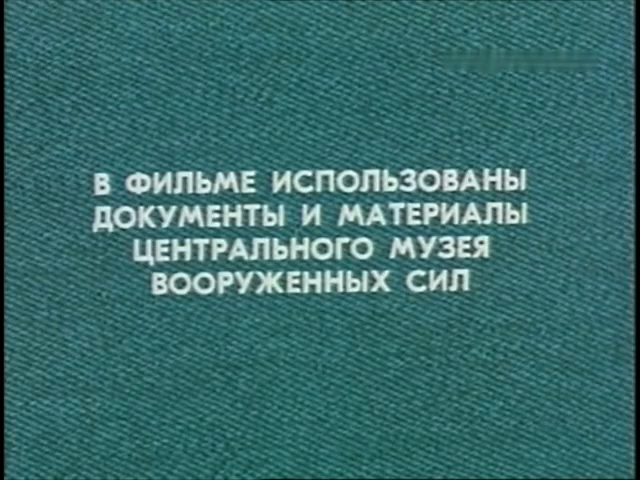 В ФИЛЬМЕ ИСПОЛЬЗОВАНЫ
ДОКУМЕНТЫ И МАТЕРИАЛЫ
ЦЕНТРАЛЬНОГО МУЗЕЯ
ВООРУЖЕННЫХ СИЛ